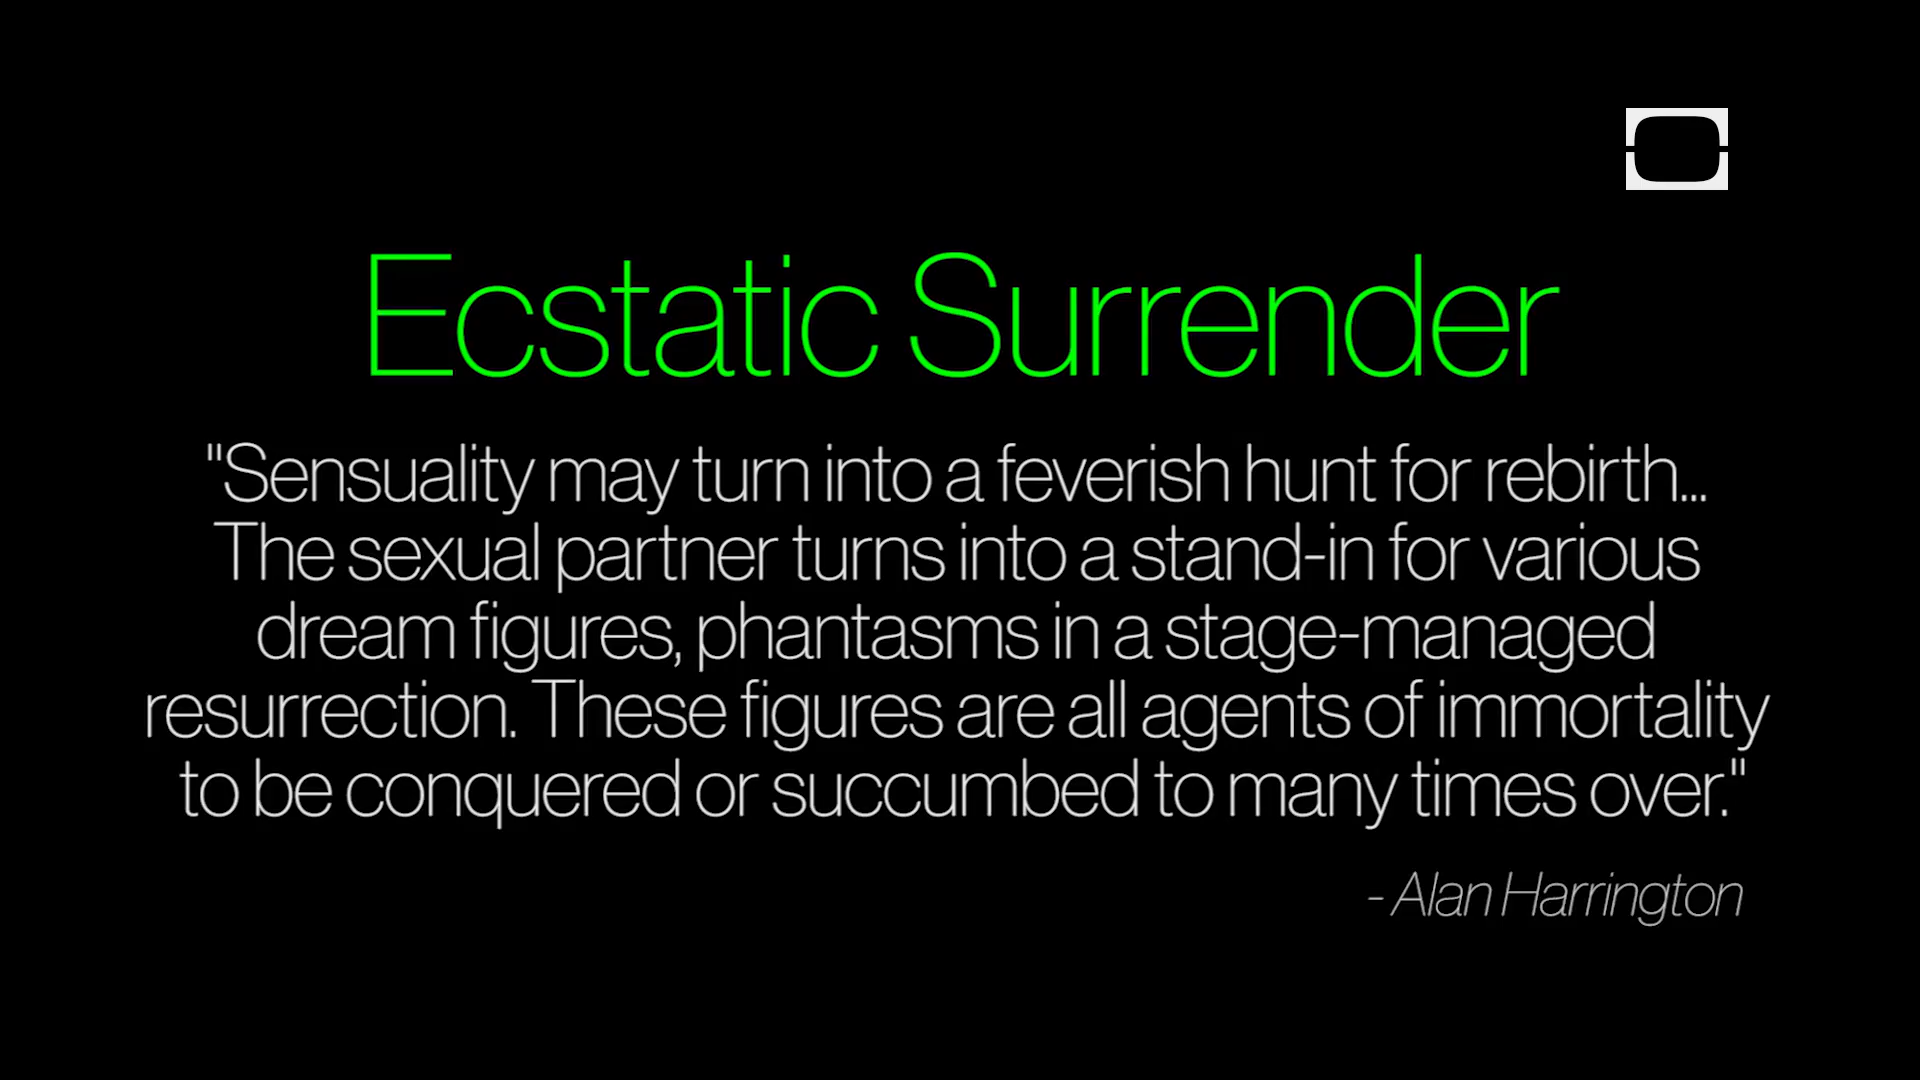 Ecstatic Surrender
"Sensuality may turn into a feverish hunt for rebirth...
The sexual partner turns into a stand-in for various
dream figures, phantasms in a stage-managed
resurrection. These figures are all agents of immortality
to be conquered or succumbed to many times over."
- Alan Harrington